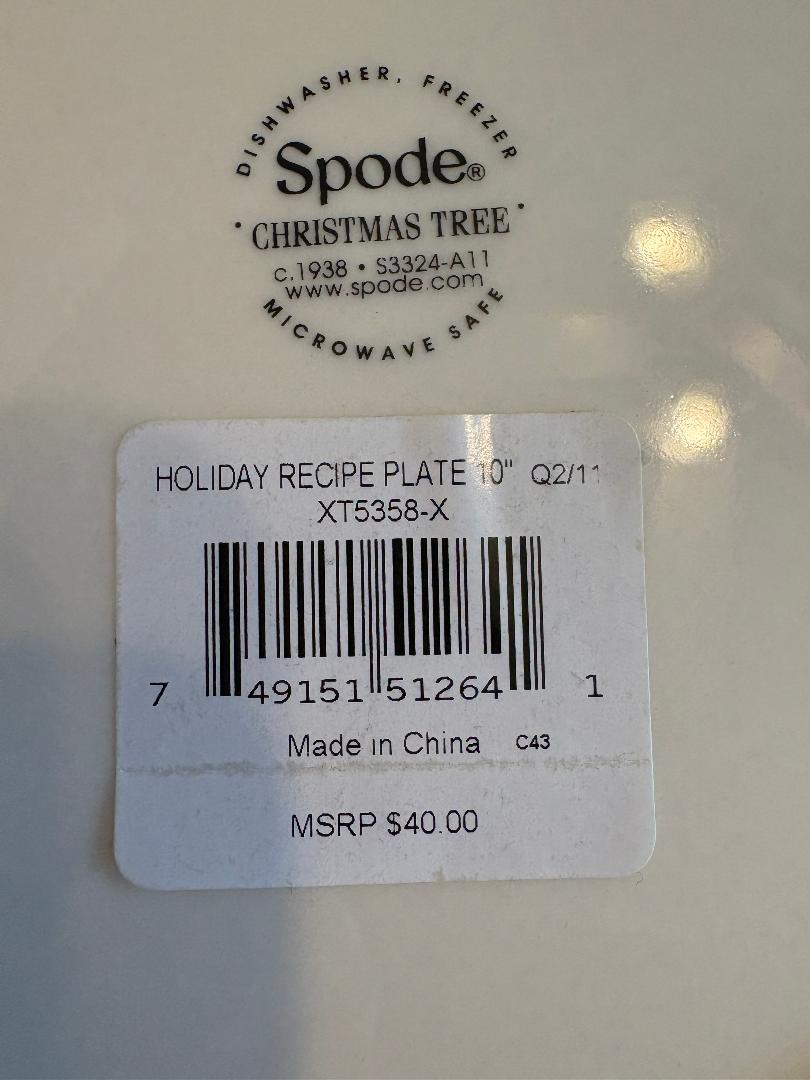 DISHWASHER, FREEZER
Spode®
• CHRISTMAS TREE •
c.1938 • S3324-A11
www.spode.com
MICROWAVE SAFE
HOLIDAY RECIPE PLATE 10" Q2/11
XT5358-X
7 49151 51264 1
Made in China C43
MSRP $40.00